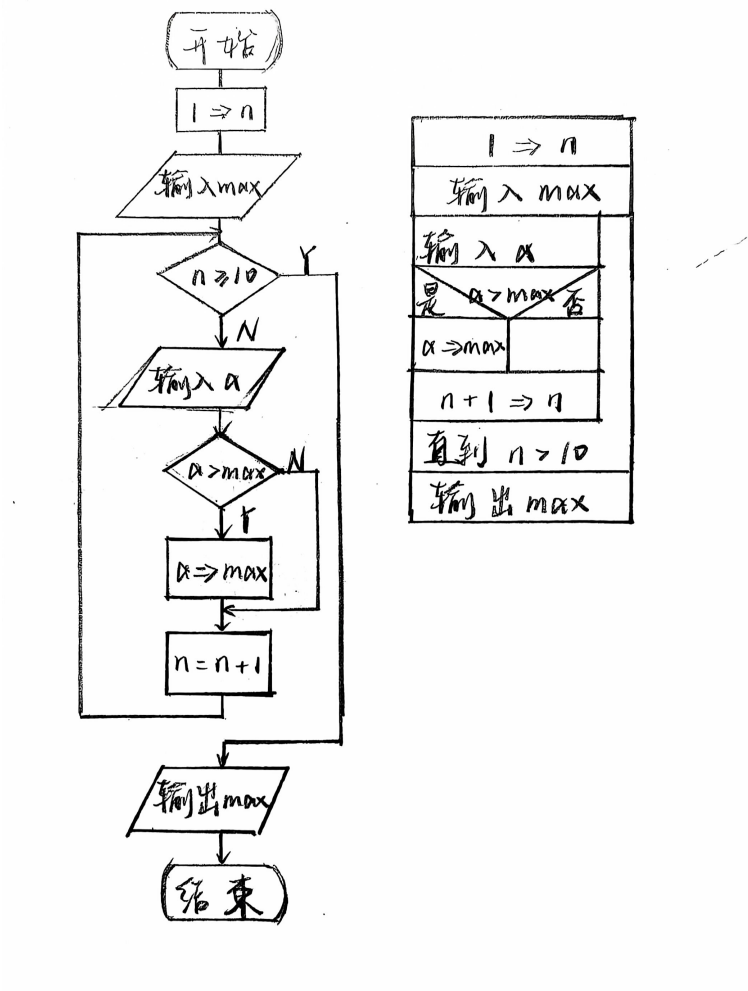 开始
1 ⇒ n
输入max
n ≥ 10
Y
N
输入 a
a > max
N
Y
a ⇒ max
n = n + 1
输出max
结束
1 ⇒ n
输入 max
输入 a
是 a > max 否
a ⇒ max
n + 1 ⇒ n
直到 n > 10
输出 max